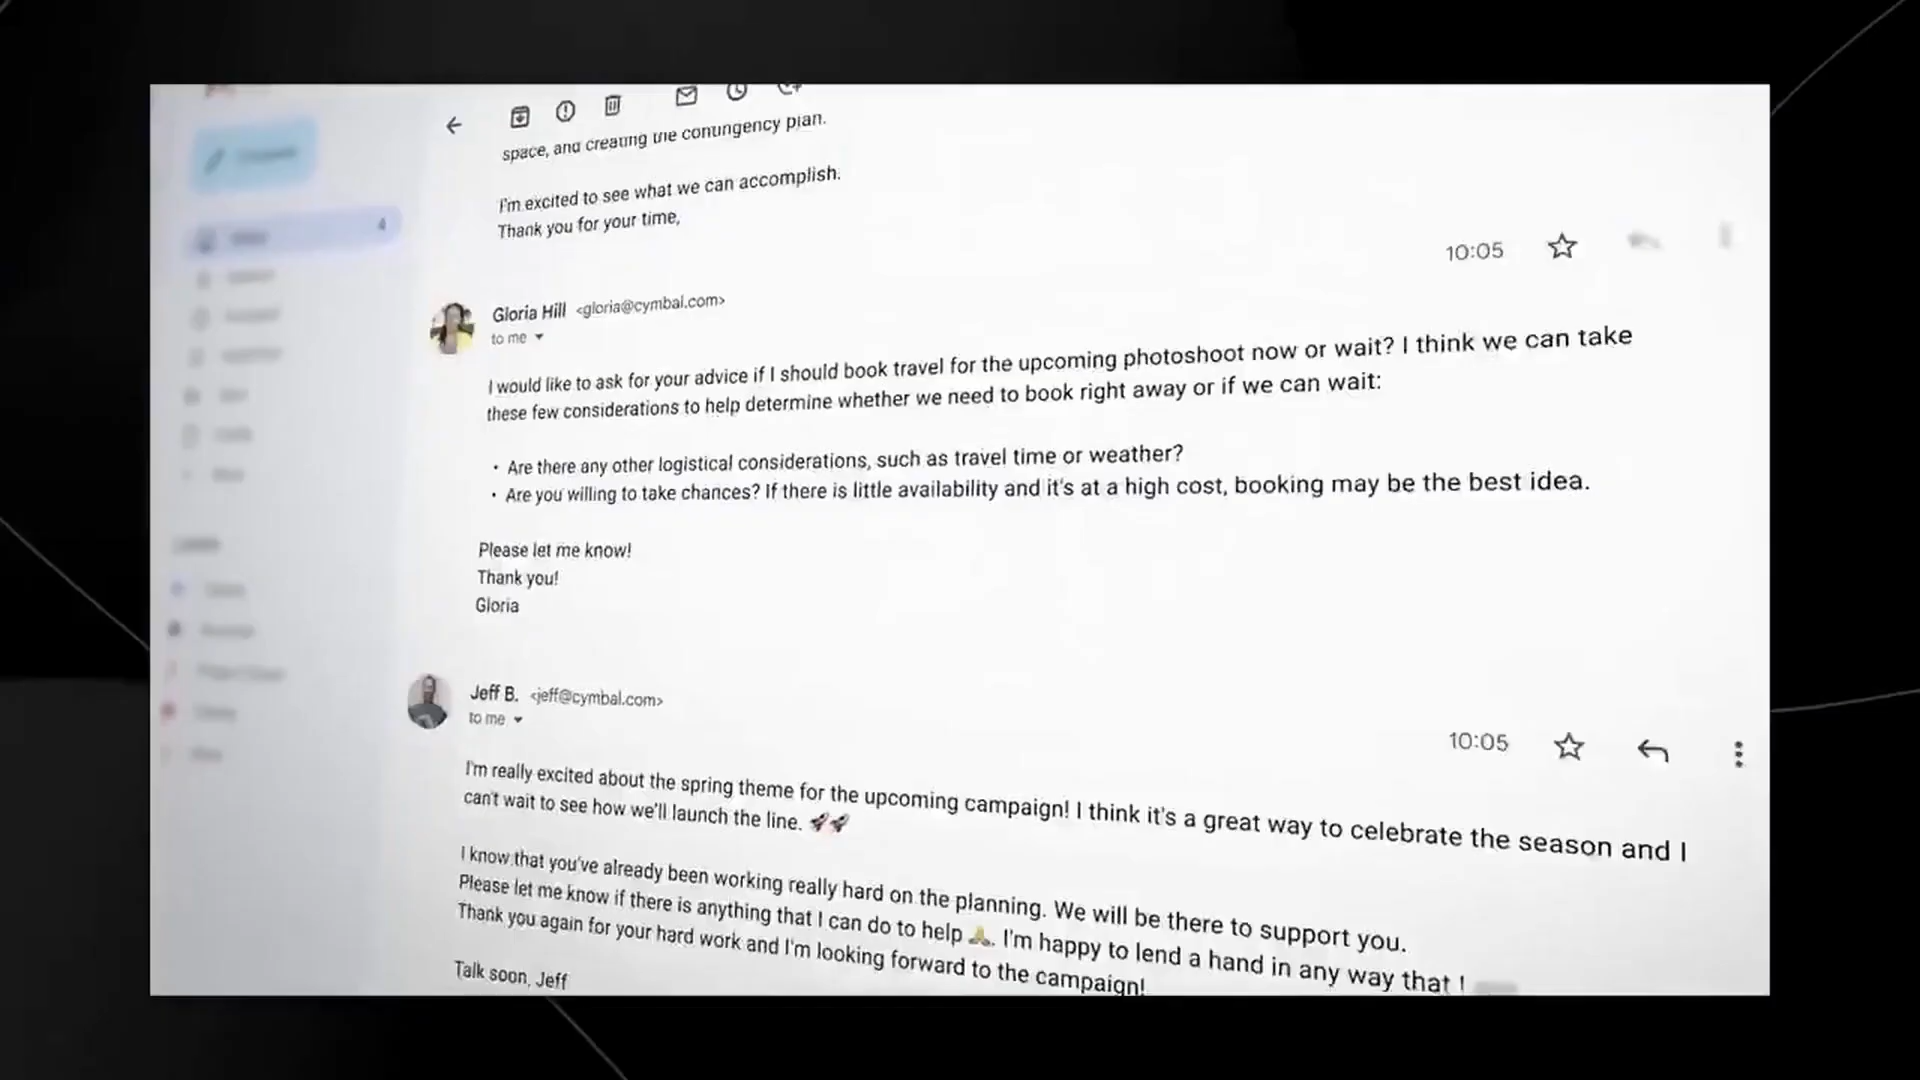 space, and creating the contingency plan.
I'm excited to see what we can accomplish.
Thank you for your time,
10:05
Gloria Hill <gloria@cymbal.com>
to me
I would like to ask for your advice if I should book travel for the upcoming photoshoot now or wait? I think we can take
these few considerations to help determine whether we need to book right away or if we can wait:
• Are there any other logistical considerations, such as travel time or weather?
• Are you willing to take chances? If there is little availability and it's at a high cost, booking may be the best idea.
Please let me know!
Thank you!
Gloria
Jeff B. <jeff@cymbal.com>
to me
10:05
I'm really excited about the spring theme for the upcoming campaign! I think it's a great way to celebrate the season and I
can't wait to see how we'll launch the line. 🚀🚀
I know that you've already been working really hard on the planning. We will be there to support you.
Please let me know if there is anything that I can do to help 🙏. I'm happy to lend a hand in any way that I
Thank you again for your hard work and I'm looking forward to the campaign!
Talk soon, Jeff
4